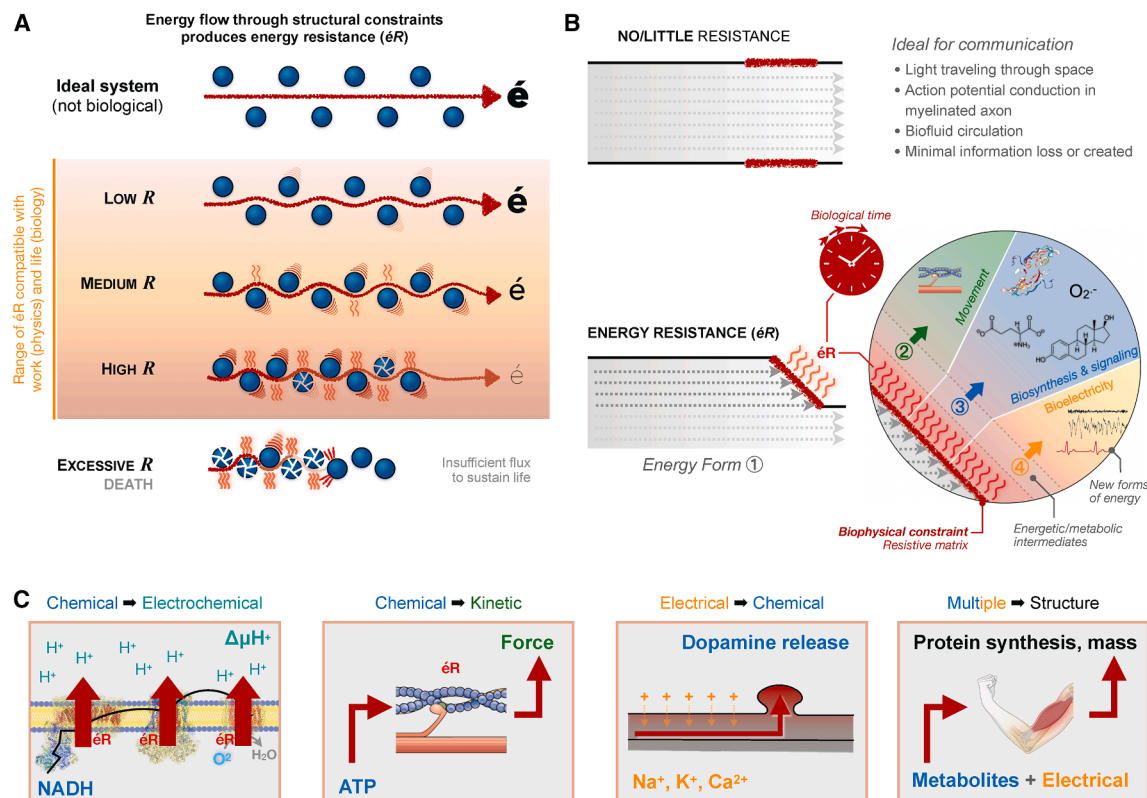 A
Energy flow through structural constraints
produces energy resistance (éR)
Ideal system
(not biological)
é
Range of éR compatible with
work (physics) and life (biology)
LOW R
é
MEDIUM R
é
HIGH R
é
EXCESSIVE R
DEATH
Insufficient flux
to sustain life
B
NO/LITTLE RESISTANCE
Ideal for communication
• Light traveling through space
• Action potential conduction in
myelinated axon
• Biofluid circulation
• Minimal information loss or created
Biological time
ENERGY RESISTANCE (éR)
éR
Energy Form ①
Movement
②
O₂·-
O
O
O-
O-
NH₂
OH
HO
H
H
H
Biosynthesis & signaling
③
Bioelectricity
④
New forms
of energy
Energetic/metabolic
intermediates
Biophysical constraint
Resistive matrix
C
Chemical ➡ Electrochemical
ΔμH⁺
H⁺ H⁺ H⁺ H⁺ H⁺ H⁺ H⁺ H⁺
éR éR éR
O²
H₂O
NADH
Chemical ➡ Kinetic
Force
éR
ATP
Electrical ➡ Chemical
Dopamine release
+ + + + +
Na⁺, K⁺, Ca²⁺
Multiple ➡ Structure
Protein synthesis, mass
Metabolites + Electrical